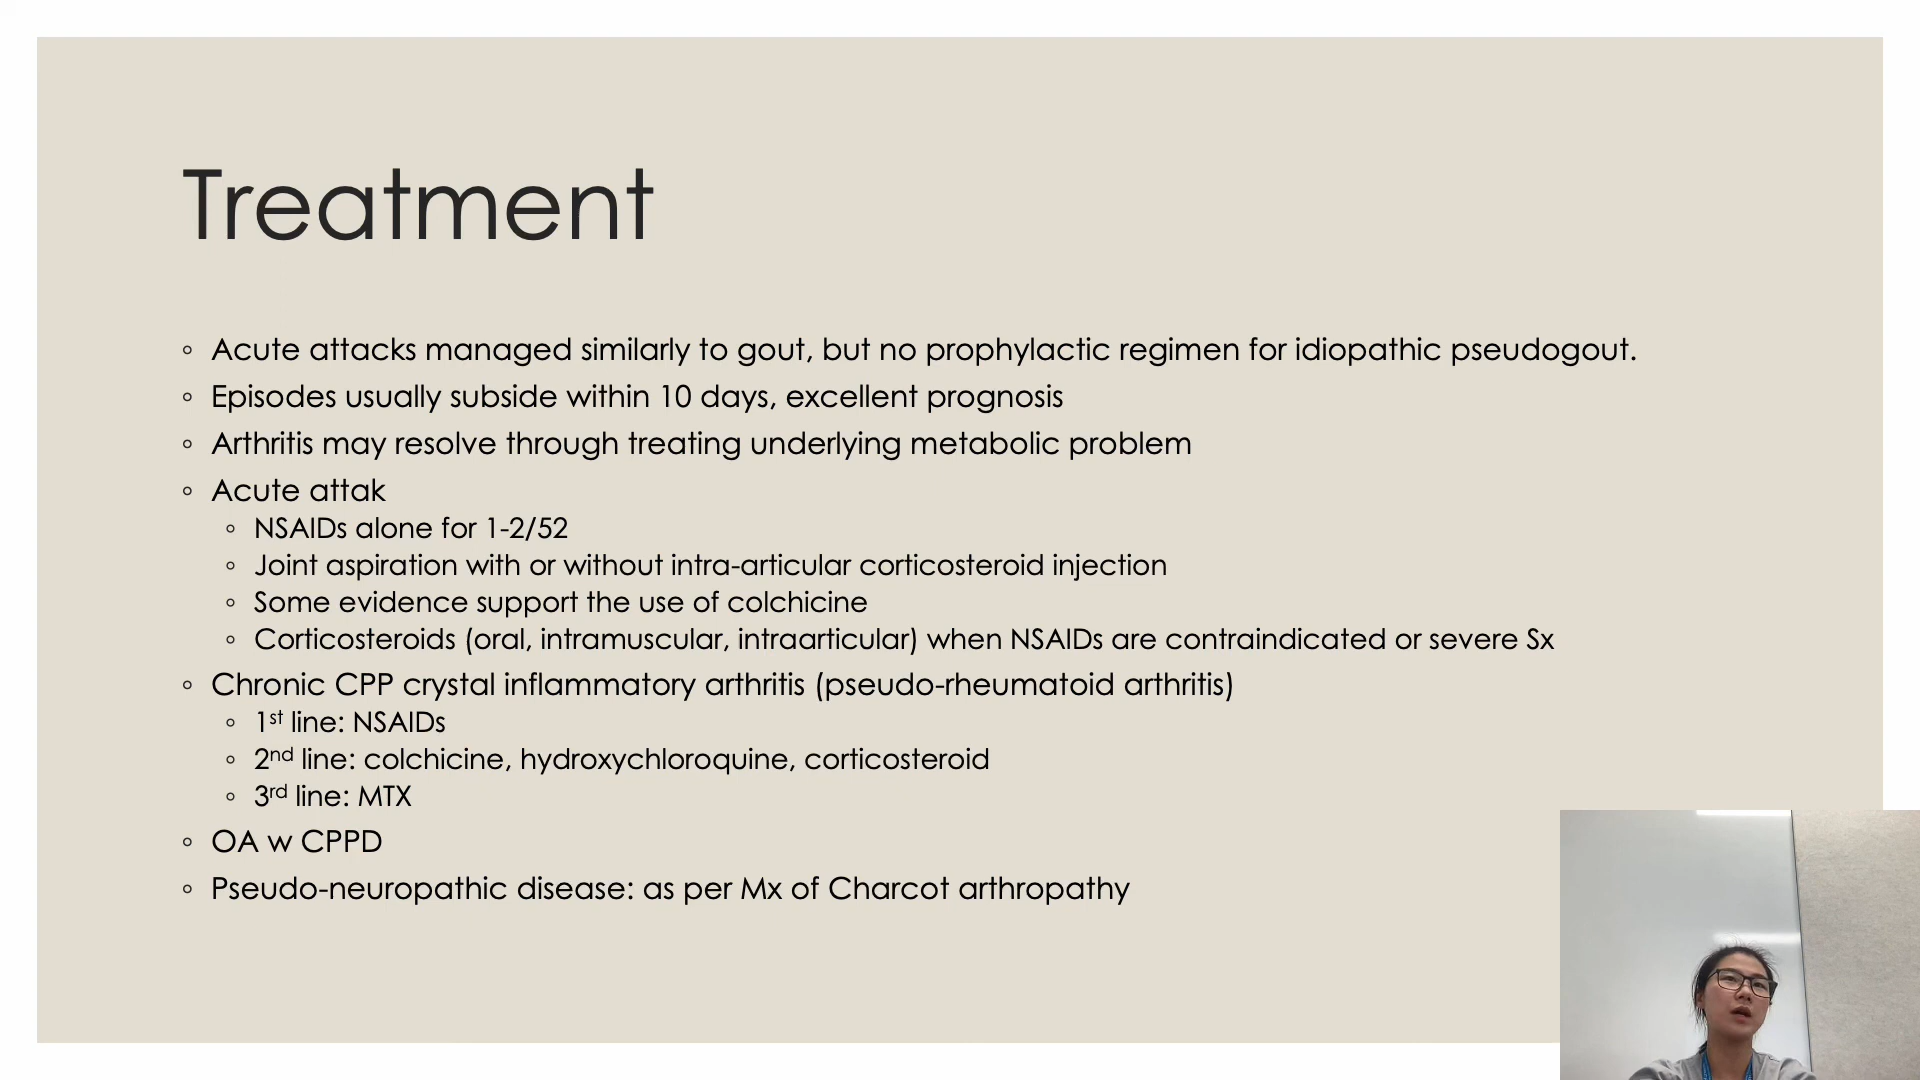 Treatment
◦ Acute attacks managed similarly to gout, but no prophylactic regimen for idiopathic pseudogout.
◦ Episodes usually subside within 10 days, excellent prognosis
◦ Arthritis may resolve through treating underlying metabolic problem
◦ Acute attak
◦ NSAIDs alone for 1-2/52
◦ Joint aspiration with or without intra-articular corticosteroid injection
◦ Some evidence support the use of colchicine
◦ Corticosteroids (oral, intramuscular, intraarticular) when NSAIDs are contraindicated or severe Sx
◦ Chronic CPP crystal inflammatory arthritis (pseudo-rheumatoid arthritis)
◦ 1st line: NSAIDs
◦ 2nd line: colchicine, hydroxychloroquine, corticosteroid
◦ 3rd line: MTX
◦ OA w CPPD
◦ Pseudo-neuropathic disease: as per Mx of Charcot arthropathy